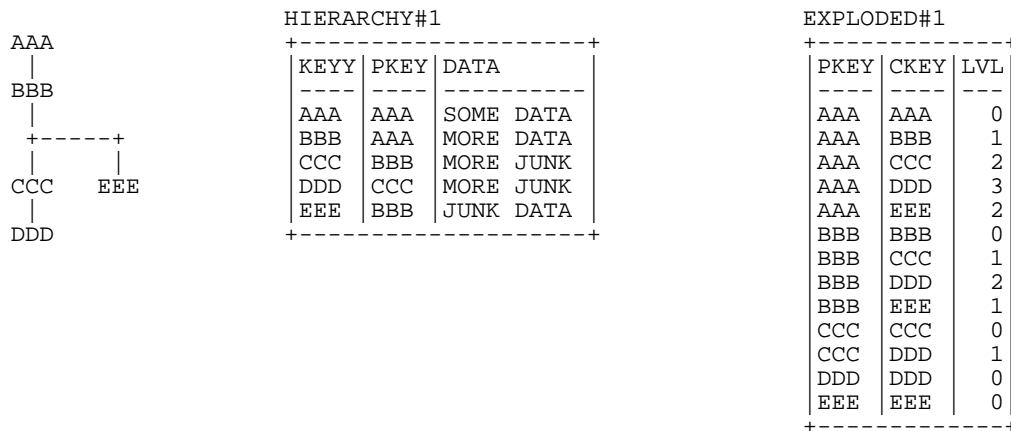 HIERARCHY#1
EXPLODED#1
AAA
BBB
CCC EEE
DDD
KEYY PKEY DATA
AAA AAA SOME DATA
BBB AAA MORE DATA
CCC BBB MORE JUNK
DDD CCC MORE JUNK
EEE BBB JUNK DATA
PKEY CKEY LVL
AAA AAA 0
AAA BBB 1
AAA CCC 2
AAA DDD 3
AAA EEE 2
BBB BBB 0
BBB CCC 1
BBB DDD 2
BBB EEE 1
CCC CCC 0
CCC DDD 1
DDD DDD 0
EEE EEE 0